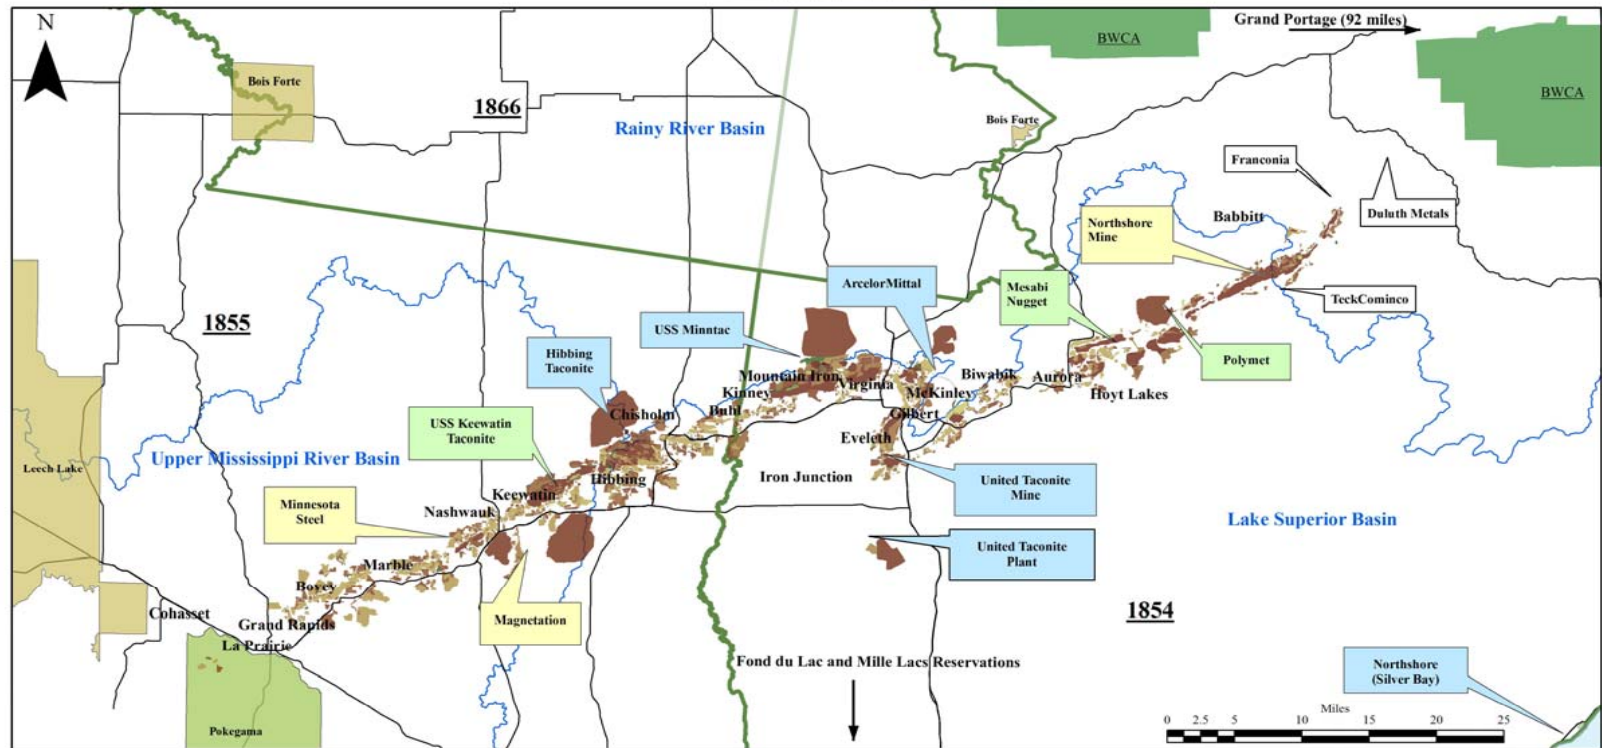 N
Grand Portage (92 miles)
BWCA
BWCA
Bois Forte
1866
Rainy River Basin
Bois Forte
Franconia
Duluth Metals
Babbitt
Northshore
Mine
ArcelorMittal
Mesabi
Nugget
TeckCominco
1855
USS Minntac
Hibbing
Taconite
Polymet
Mountain Iron
Virginia
Kinney
Biwabik
Aurora
McKinley
Hoyt Lakes
Chisholm
Buhl
Gilbert
USS Keewatin
Taconite
Eveleth
Upper Mississippi River Basin
Leech Lake
Hibbing
Iron Junction
United Taconite
Mine
Keewatin
Minnesota
Steel
Nashwauk
Lake Superior Basin
United Taconite
Plant
Marble
Bovey
Cohasset
Grand Rapids
Magnetation
1854
La Prairie
Fond du Lac and Mille Lacs Reservations
Northshore
(Silver Bay)
Pokegama
Miles
0 2.5 5 10 15 20 25